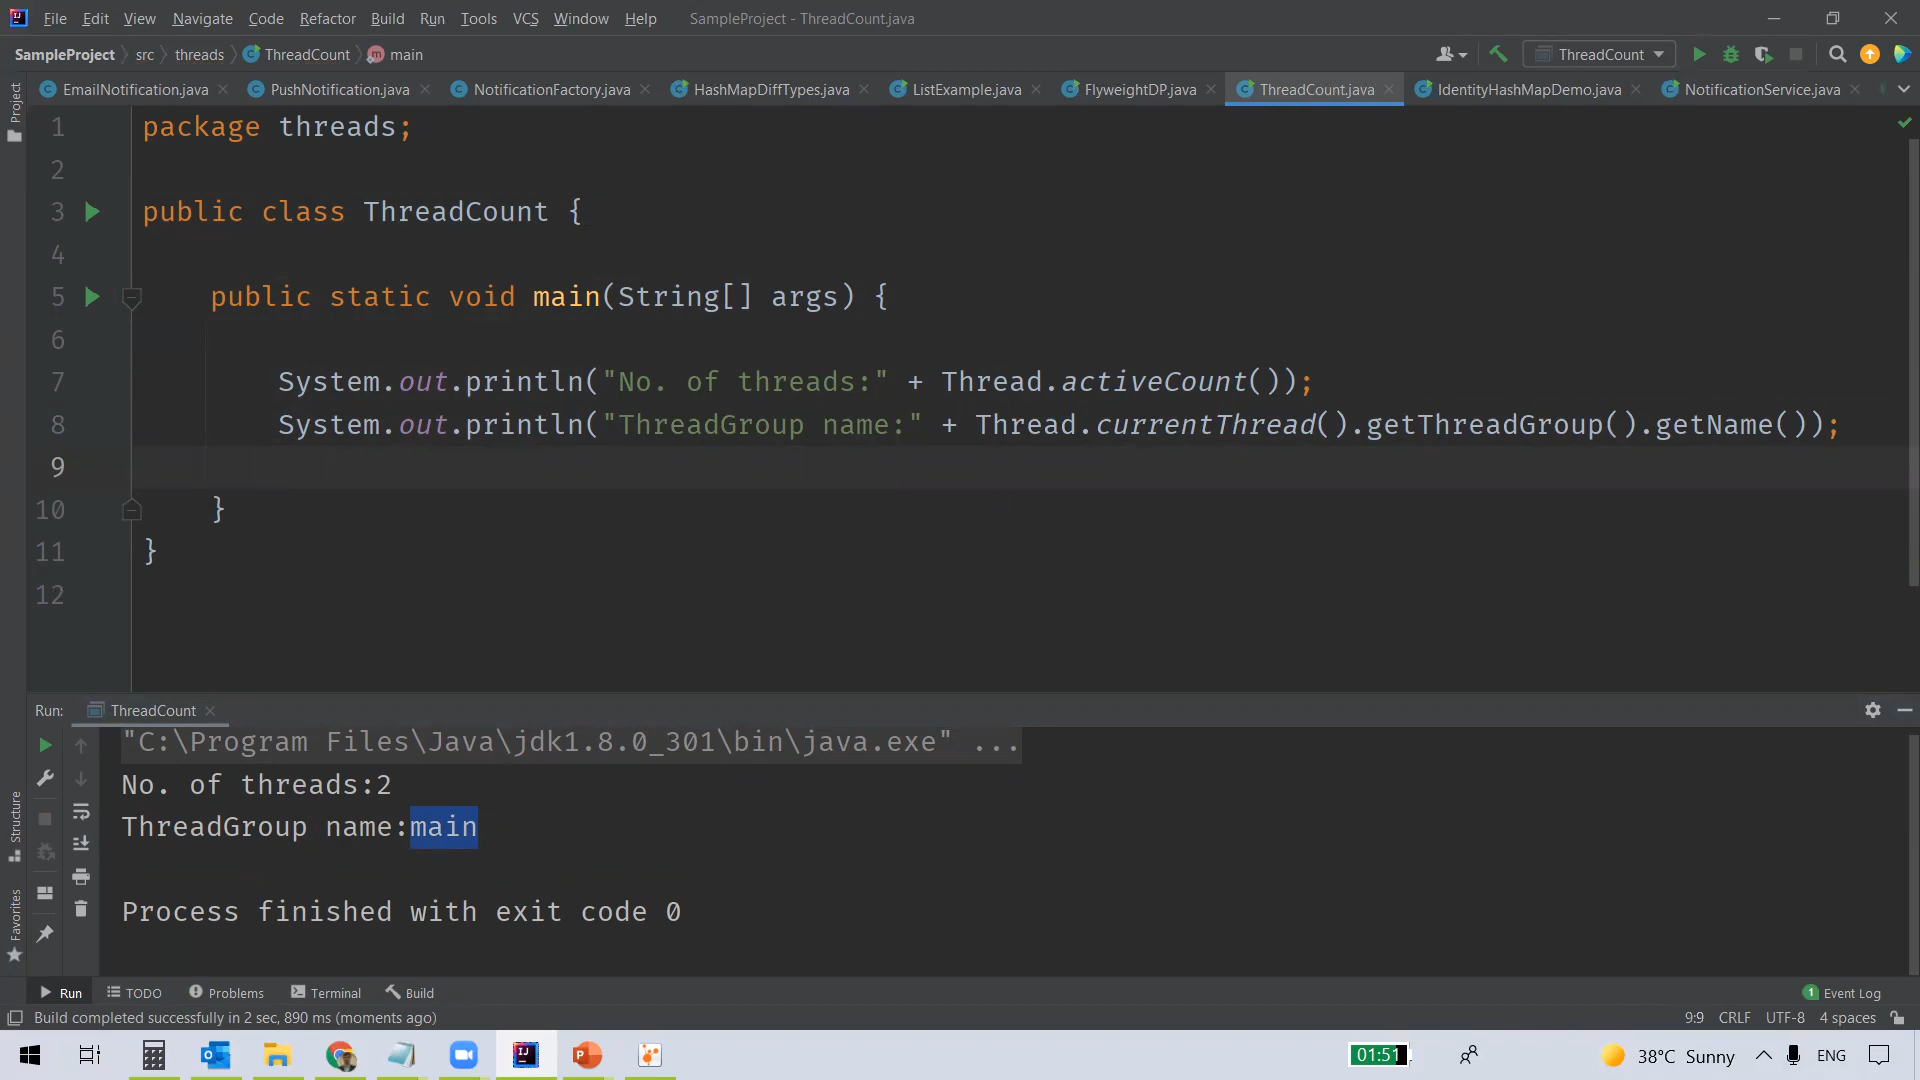 File Edit View Navigate Code Refactor Build Run Tools VCS Window Help SampleProject - ThreadCount.java
SampleProject src threads ThreadCount main ThreadCount
EmailNotification.java PushNotification.java NotificationFactory.java HashMapDiffTypes.java ListExample.java FlyweightDP.java ThreadCount.java IdentityHashMapDemo.java NotificationService.java
Project
1 package threads;
2
3 public class ThreadCount {
4
5 public static void main(String[] args) {
6
7 System.out.println("No. of threads:" + Thread.activeCount());
8 System.out.println("ThreadGroup name:" + Thread.currentThread().getThreadGroup().getName());
9
10 }
11 }
12
Run: ThreadCount
"C:\Program Files\Java\jdk1.8.0_301\bin\java.exe" ...
No. of threads:2
ThreadGroup name:main
Process finished with exit code 0
Structure
Favorites
Run TODO Problems Terminal Build 1 Event Log
Build completed successfully in 2 sec, 890 ms (moments ago) 9:9 CRLF UTF-8 4 spaces
01:51 38°C Sunny ENG